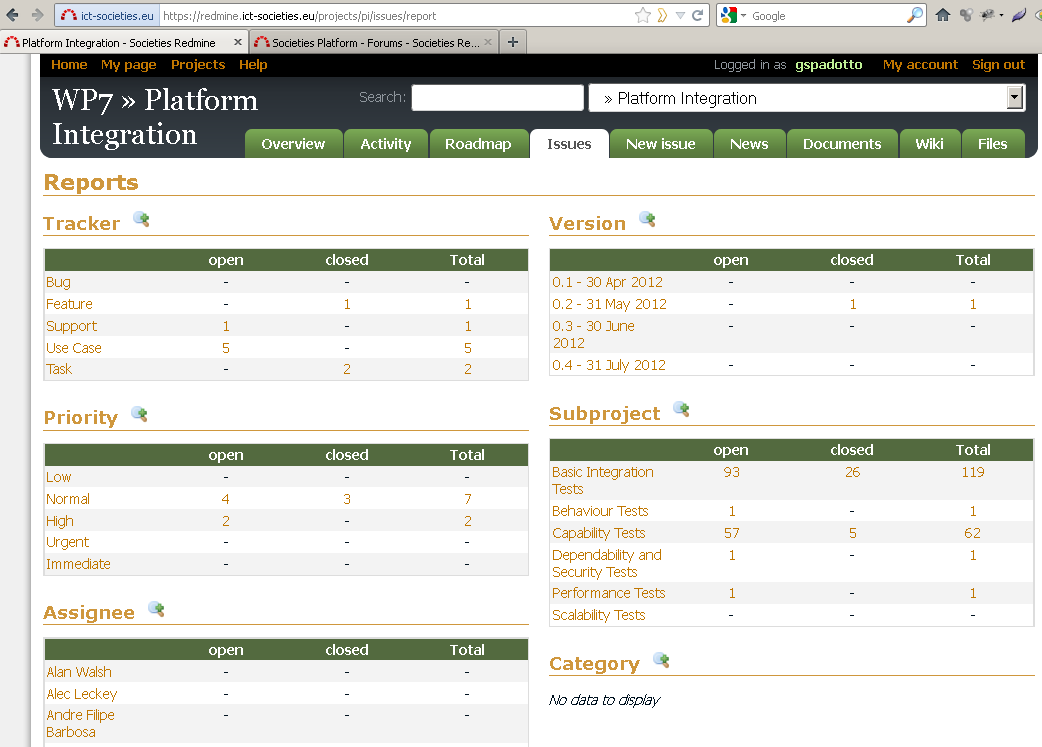 ict-societies.eu https://redmine.ict-societies.eu/projects/pi/issues/report Google
Platform Integration - Societies Redmine Societies Platform - Forums - Societies Re...
Home My page Projects Help Logged in as gspadotto My account Sign out
WP7 » Platform
Integration
Search: » Platform Integration
Overview Activity Roadmap Issues New issue News Documents Wiki Files
Reports
Tracker
open closed Total
Bug - - -
Feature - 1 1
Support 1 - 1
Use Case 5 - 5
Task - 2 2
Priority
open closed Total
Low - - -
Normal 4 3 7
High 2 - 2
Urgent - - -
Immediate - - -
Assignee
open closed Total
Alan Walsh - - -
Alec Leckey - - -
Andre Filipe - - -
Barbosa
Version
open closed Total
0.1 - 30 Apr 2012 - - -
0.2 - 31 May 2012 - 1 1
0.3 - 30 June - - -
2012
0.4 - 31 July 2012 - - -
Subproject
open closed Total
Basic Integration 93 26 119
Tests
Behaviour Tests 1 - 1
Capability Tests 57 5 62
Dependability and 1 - 1
Security Tests
Performance Tests 1 - 1
Scalability Tests - - -
Category
No data to display